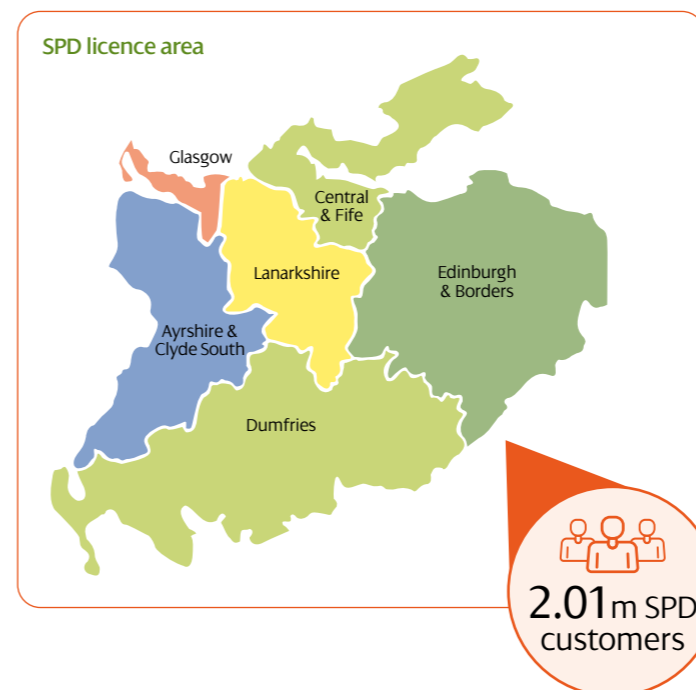 SPD licence area
Glasgow
Central
& Fife
Lanarkshire
Edinburgh
& Borders
Ayrshire &
Clyde South
Dumfries
2.01m SPD
customers